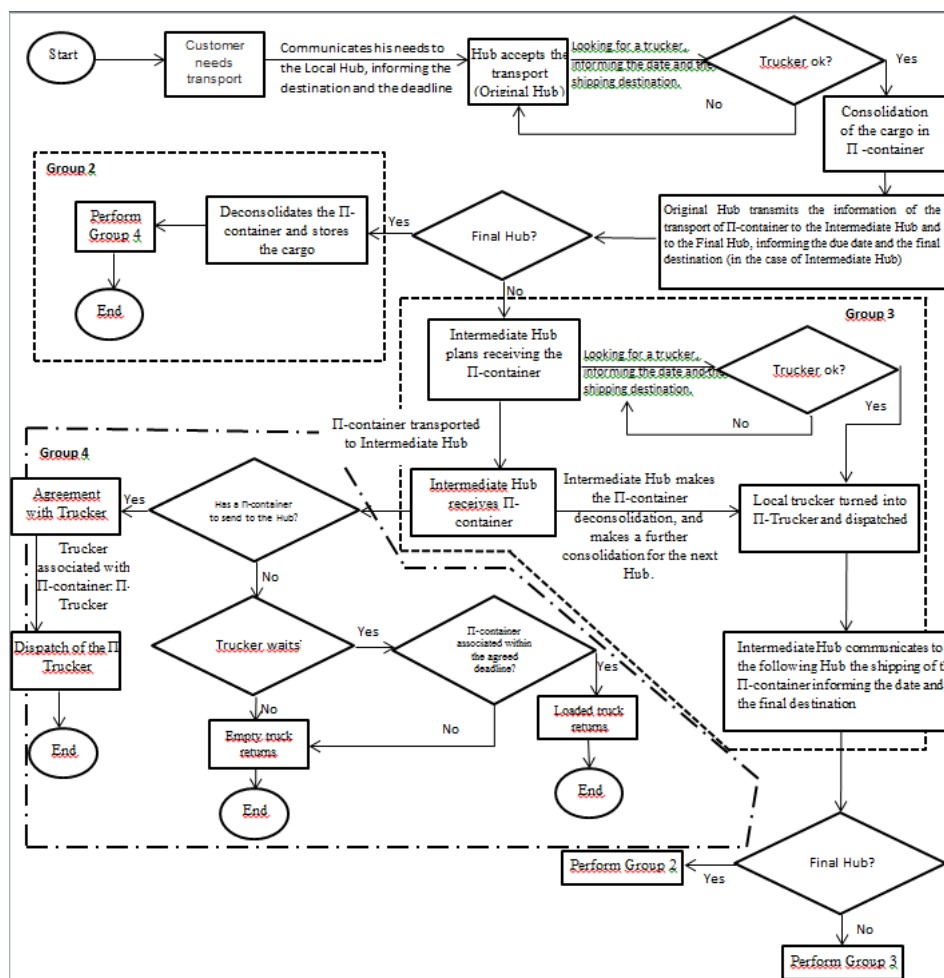 Start
Customer
needs
transport
Communicates his needs to
the Local Hub, informing the
destination and the deadline
Hub accepts the
transport
(Original Hub)
Looking for a trucker,
informing the date and the
shipping destination.
Trucker ok?
Yes
No
Consolidation
of the cargo in
Π -container
Original Hub transmits the information of the
transport of Π-container to the Intermediate Hub and
to the Final Hub, informing the due date and the final
destination (in the case of Intermediate Hub)
Final Hub?
Yes
No
Group 2
Deconsolidates the Π-
container and stores
the cargo
Perform
Group 4
End
Group 3
Intermediate Hub
plans receiving the
Π-container
Looking for a trucker,
informing the date and the
shipping destination.
Trucker ok?
Yes
No
Π-container transported
to Intermediate Hub
Intermediate Hub
receives Π-
container
Intermediate Hub makes
the Π-container
deconsolidation, and
makes a further
consolidation for the next
Hub.
Local trucker turned into
Π-Trucker and dispatched
Intermediate Hub communicates to
the following Hub the shipping of th
Π-container informing the date and
the final destination
Group 4
Has a Π-container
to send to the Hub?
Yes
No
Agreement
with Trucker
Trucker
associated with
Π-container: Π-
Trucker
Dispatch of the Π
Trucker
End
Trucker waits
Yes
No
Π-container
associated within
the agreed
deadline?
Yes
No
Empty truck
returns
End
Loaded truck
returns
End
Final Hub?
Yes
Perform Group 2
No
Perform Group 3